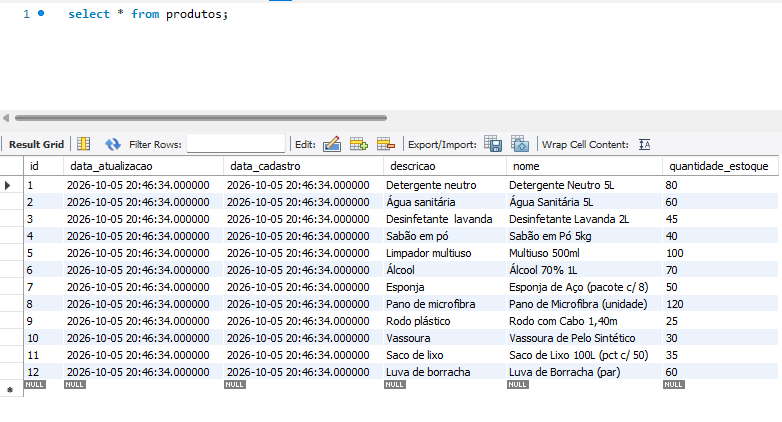 1 select * from produtos;
Result Grid Filter Rows: Edit: Export/Import: Wrap Cell Content:
id data_atualizacao data_cadastro descricao nome quantidade_estoque
1 2026-10-05 20:46:34.000000 2026-10-05 20:46:34.000000 Detergente neutro Detergente Neutro 5L 80
2 2026-10-05 20:46:34.000000 2026-10-05 20:46:34.000000 Água sanitária Água Sanitária 5L 60
3 2026-10-05 20:46:34.000000 2026-10-05 20:46:34.000000 Desinfetante lavanda Desinfetante Lavanda 2L 45
4 2026-10-05 20:46:34.000000 2026-10-05 20:46:34.000000 Sabão em pó Sabão em Pó 5kg 40
5 2026-10-05 20:46:34.000000 2026-10-05 20:46:34.000000 Limpador multiuso Multiuso 500ml 100
6 2026-10-05 20:46:34.000000 2026-10-05 20:46:34.000000 Álcool Álcool 70% 1L 70
7 2026-10-05 20:46:34.000000 2026-10-05 20:46:34.000000 Esponja Esponja de Aço (pacote c/ 8) 50
8 2026-10-05 20:46:34.000000 2026-10-05 20:46:34.000000 Pano de microfibra Pano de Microfibra (unidade) 120
9 2026-10-05 20:46:34.000000 2026-10-05 20:46:34.000000 Rodo plástico Rodo com Cabo 1,40m 25
10 2026-10-05 20:46:34.000000 2026-10-05 20:46:34.000000 Vassoura Vassoura de Pelo Sintético 30
11 2026-10-05 20:46:34.000000 2026-10-05 20:46:34.000000 Saco de lixo Saco de Lixo 100L (pct c/ 50) 35
12 2026-10-05 20:46:34.000000 2026-10-05 20:46:34.000000 Luva de borracha Luva de Borracha (par) 60
NULL NULL NULL NULL NULL NULL